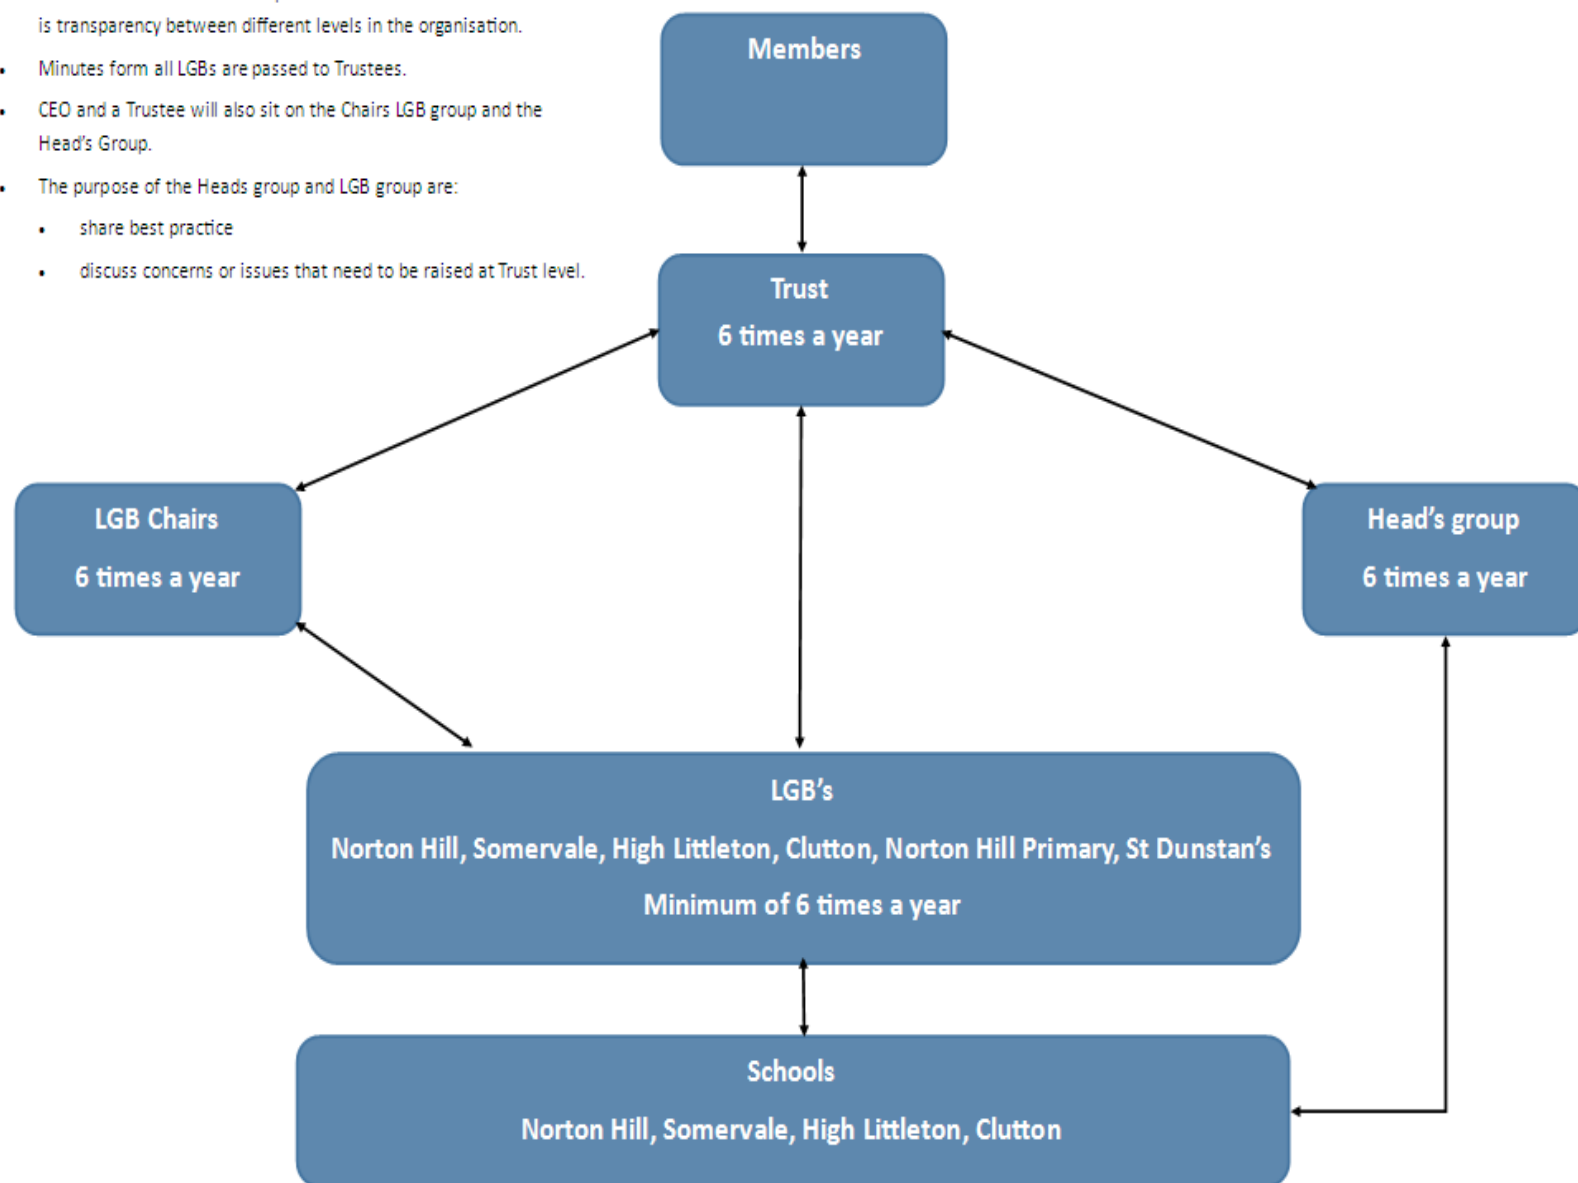 is transparency between different levels in the organisation.
• Minutes form all LGBs are passed to Trustees.
• CEO and a Trustee will also sit on the Chairs LGB group and the
Head's Group.
• The purpose of the Heads group and LGB group are:
• share best practice
• discuss concerns or issues that need to be raised at Trust level.
Members
Trust
6 times a year
LGB Chairs
6 times a year
Head’s group
6 times a year
LGB’s
Norton Hill, Somervale, High Littleton, Clutton, Norton Hill Primary, St Dunstan’s
Minimum of 6 times a year
Schools
Norton Hill, Somervale, High Littleton, Clutton